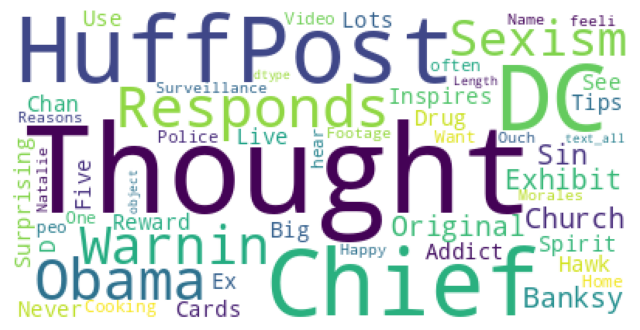 HuffPost
Use
Video
Lots
Name
feeli
Sexism
Surveillance
dtype
often
Length
DC
See
Chan
Responds
Inspires
Tips
Reasons
Drug
Thought
Police
Live
Footage
Want
Ouch
text_all
hear
Sin
Surprising
Natalie
Five
object
Exhibit
Morales
D
One
peo
Reward
Big
Original
Church
Warnin
Chief
Happy
Addict
Spirit
Obama
Ex
Hawk
Home
Never
Cooking
Cards
Banksy